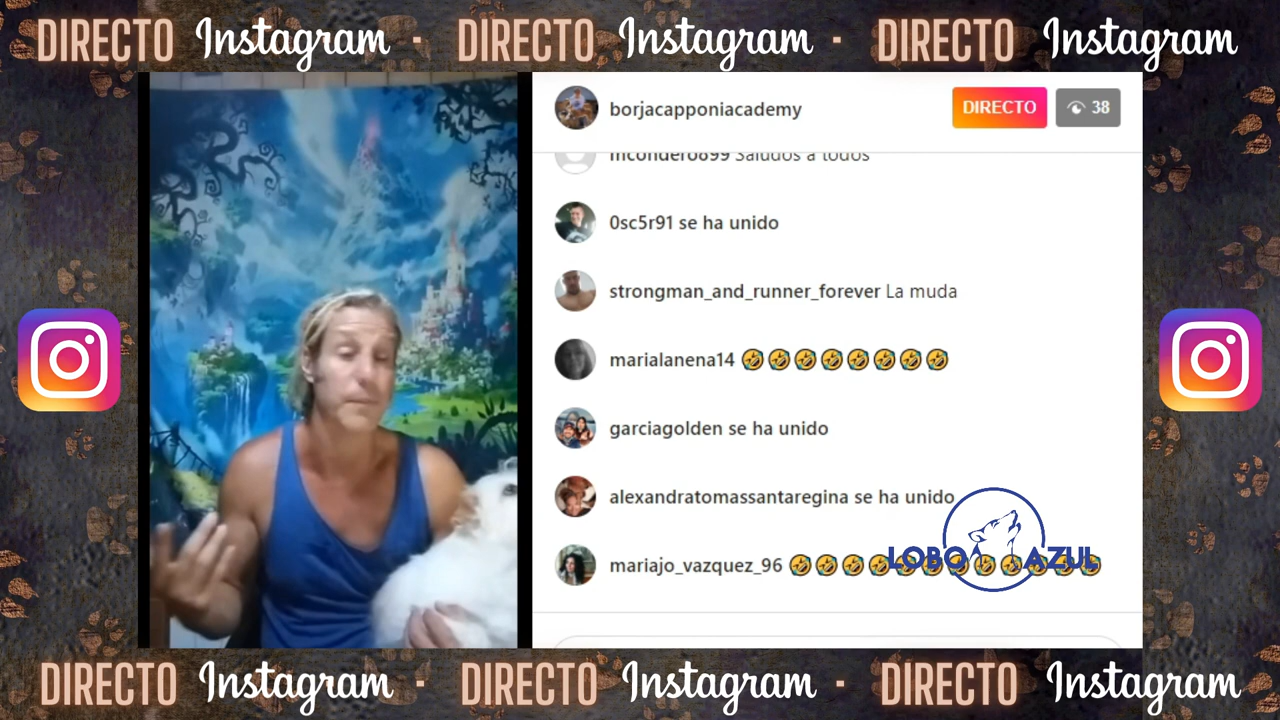 DIRECTO Instagram · DIRECTO Instagram · DIRECTO Instagram
borjacapponiacademy
DIRECTO
38
Saludos a todos
0sc5r91 se ha unido
strongman_and_runner_forever La muda
marialanena14 🤣🤣🤣🤣🤣🤣🤣🤣
garciagolden se ha unido
alexandratomassantaregina se ha unido
mariajo_vazquez_96 🤣🤣🤣🤣🤣🤣🤣🤣🤣🤣🤣🤣
LOBO AZUL
DIRECTO Instagram · DIRECTO Instagram · DIRECTO Instagram